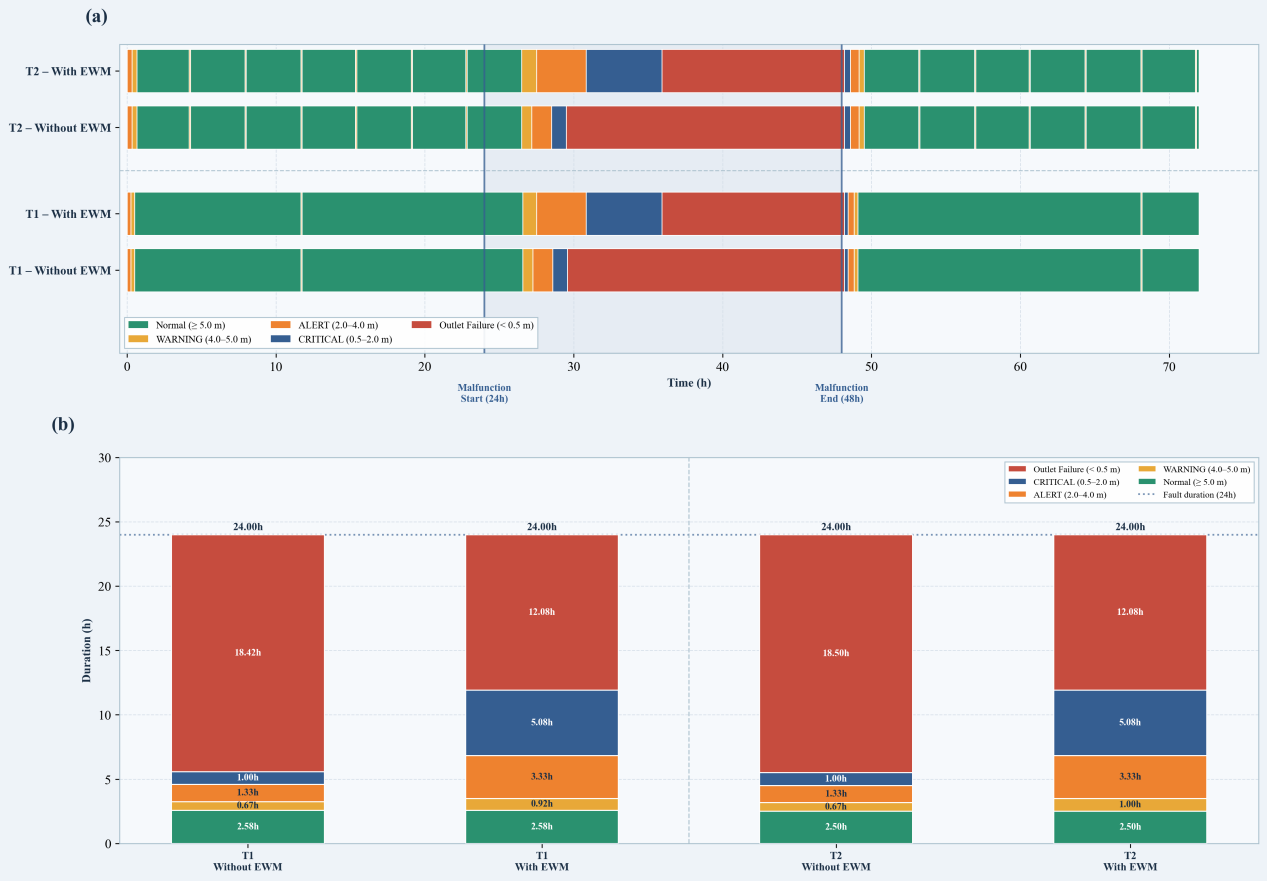 (a)
T2 – With EWM
T2 – Without EWM
T1 – With EWM
T1 – Without EWM
Normal (≥ 5.0 m)
ALERT (2.0–4.0 m)
Outlet Failure (< 0.5 m)
WARNING (4.0–5.0 m)
CRITICAL (0.5–2.0 m)
0 10 20 30 40 50 60 70
Time (h)
Malfunction
Start (24h)
Malfunction
End (48h)
(b)
Outlet Failure (< 0.5 m)
WARNING (4.0–5.0 m)
CRITICAL (0.5–2.0 m)
Normal (≥ 5.0 m)
ALERT (2.0–4.0 m)
Fault duration (24h)
Duration (h)
30
25
20
15
10
5
0
24.00h
18.42h
1.00h
1.33h
0.67h
2.58h
24.00h
12.08h
5.08h
3.33h
0.92h
2.58h
24.00h
18.50h
1.00h
1.33h
0.67h
2.50h
24.00h
12.08h
5.08h
3.33h
1.00h
2.50h
T1
Without EWM
T1
With EWM
T2
Without EWM
T2
With EWM